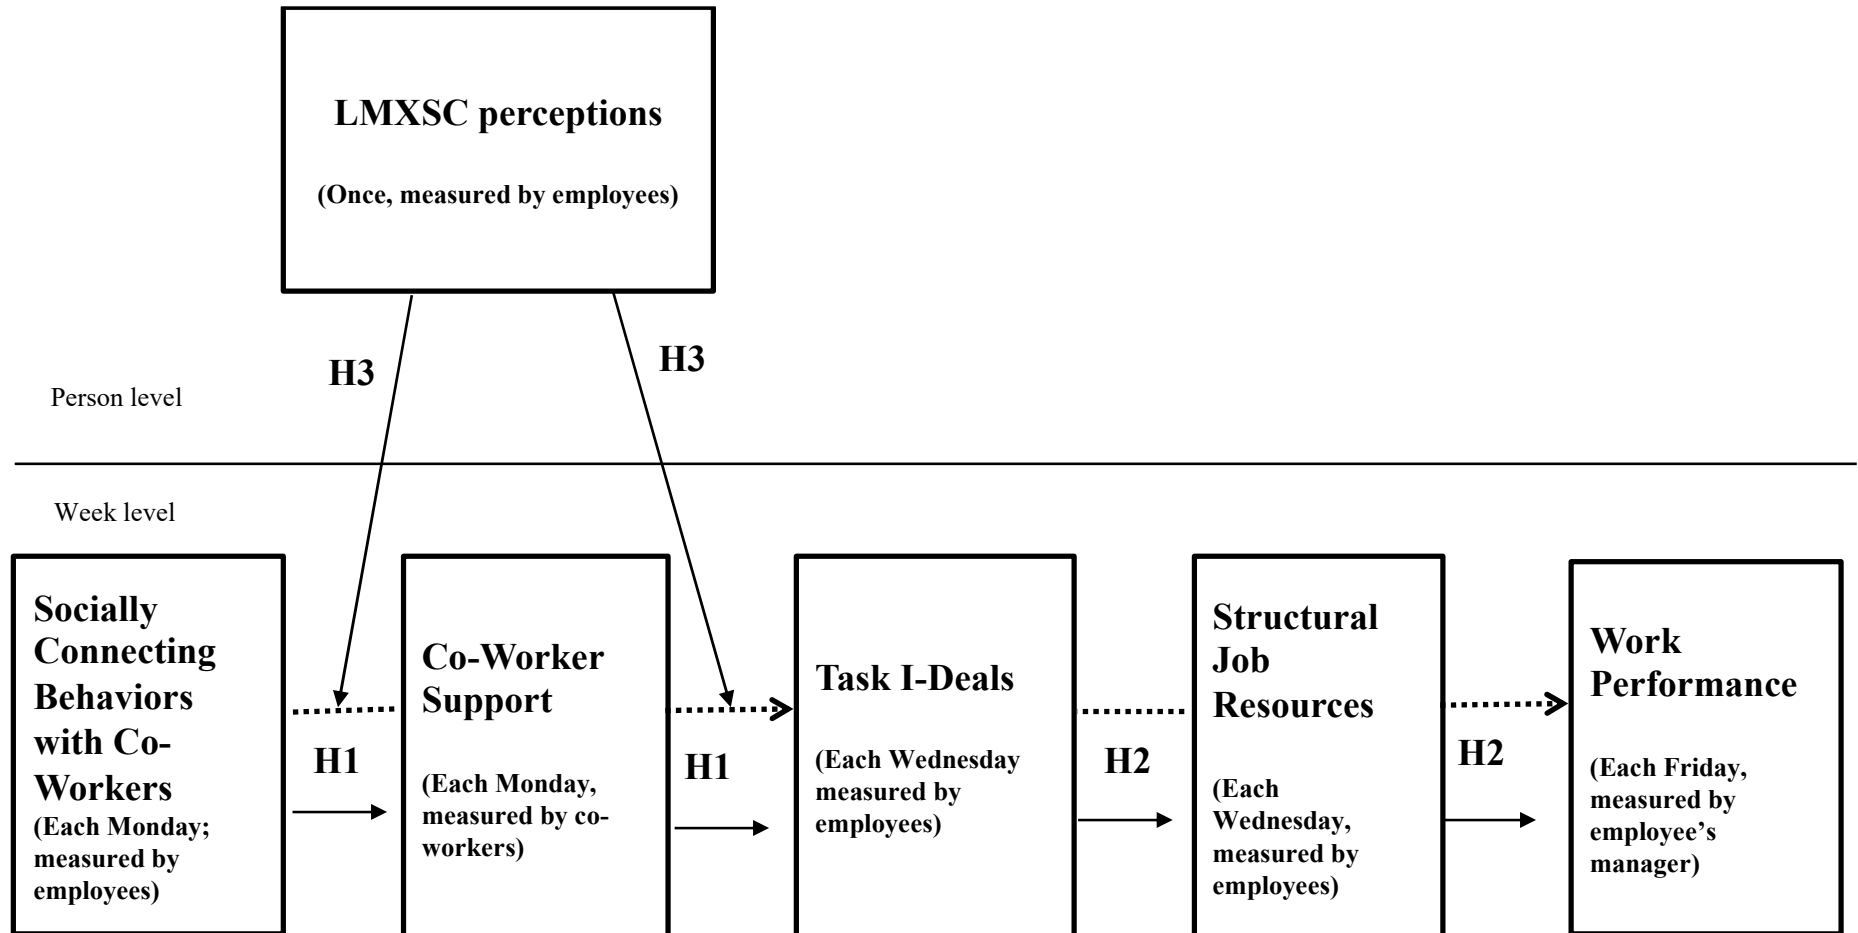 LMXSC perceptions
(Once, measured by employees)
H3
H3
Person level
Week level
Socially
Connecting
Behaviors
with Co-
Workers
(Each Monday;
measured by
employees)
H1
Co-Worker
Support
(Each Monday,
measured by co-
workers)
H1
Task I-Deals
(Each Wednesday
measured by
employees)
H2
Structural
Job
Resources
(Each
Wednesday,
measured by
employees)
H2
Work
Performance
(Each Friday,
measured by
employee’s
manager)